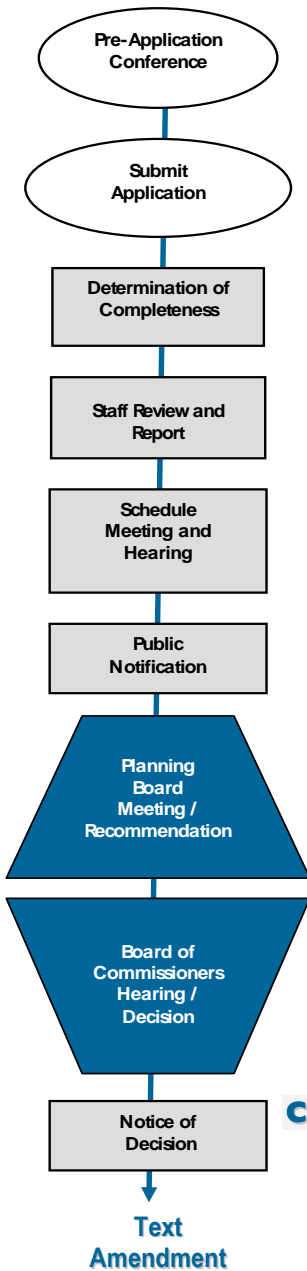 Pre-Application
Conference
Submit
Application
Determination of
Completeness
Staff Review and
Report
Schedule
Meeting and
Hearing
Public
Notification
Planning
Board
Meeting /
Recommendation
Board of
Commissioners
Hearing /
Decision
Notice of
Decision
C
Text
Amendment